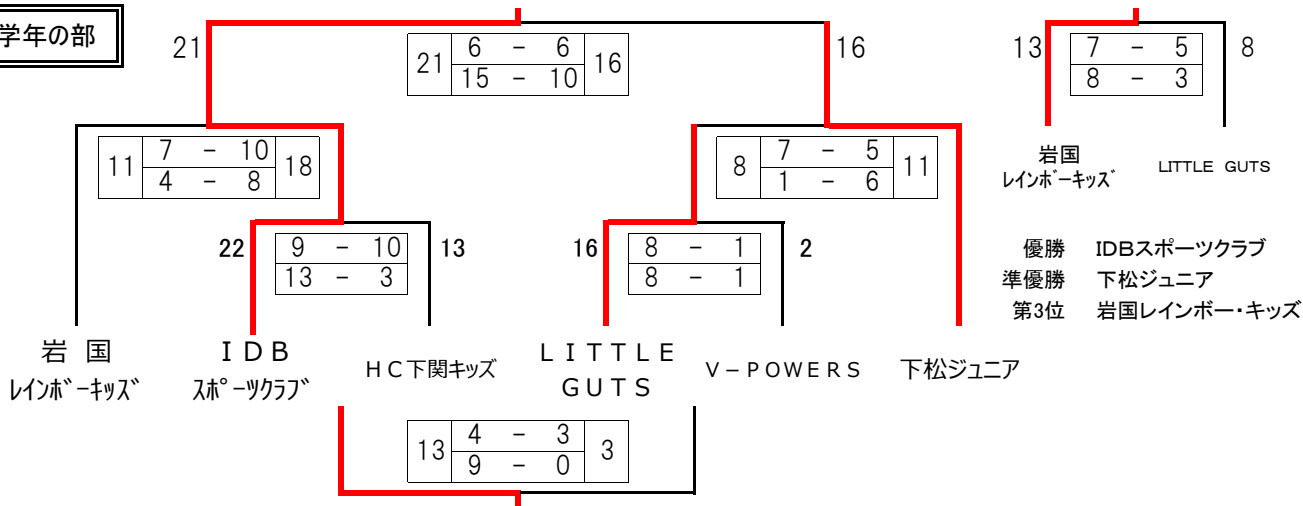 学年の部
21
6 － 6
21
16
15 － 10
16
13
7 － 5
8 － 3
8
7 － 10
11
18
4 － 8
7 － 5
8
11
1 － 6
岩国
レインボーキッズ
LITTLE GUTS
22
9 － 10
13 － 3
13
16
8 － 1
8 － 1
2
優勝 IDBスポーツクラブ
準優勝 下松ジュニア
第3位 岩国レインボー・キッズ
岩 国
レインボーキッズ
ＩＤＢ
スポーツクラブ
ＨＣ下関キッズ
ＬＩＴＴＬＥ
ＧＵＴＳ
Ｖ－ＰＯＷＥＲＳ
下松ジュニア
4 － 3
13
3
9 － 0